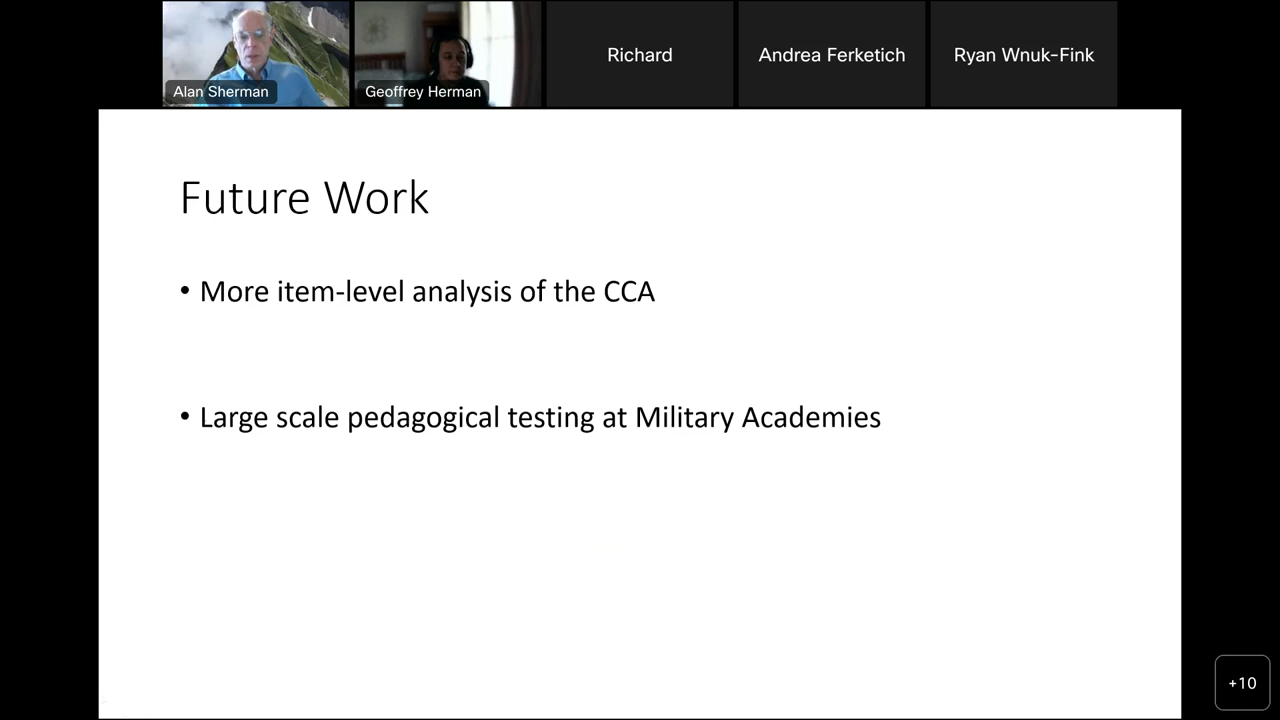 Alan Sherman
Geoffrey Herman
Richard
Andrea Ferketich
Ryan Wnuk-Fink
Future Work
• More item-level analysis of the CCA
• Large scale pedagogical testing at Military Academies
+10